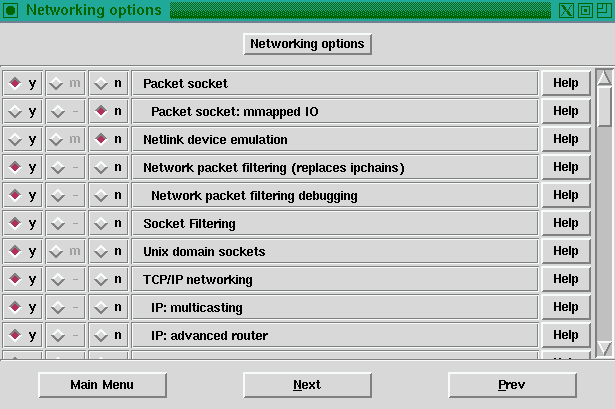 Networking options
Networking options
y m n Packet socket Help
y - n Packet socket: mmapped IO Help
y m n Netlink device emulation Help
y - n Network packet filtering (replaces ipchains) Help
y - n Network packet filtering debugging Help
y - n Socket Filtering Help
y m n Unix domain sockets Help
y - n TCP/IP networking Help
y - n IP: multicasting Help
y - n IP: advanced router Help
Main Menu Next Prev